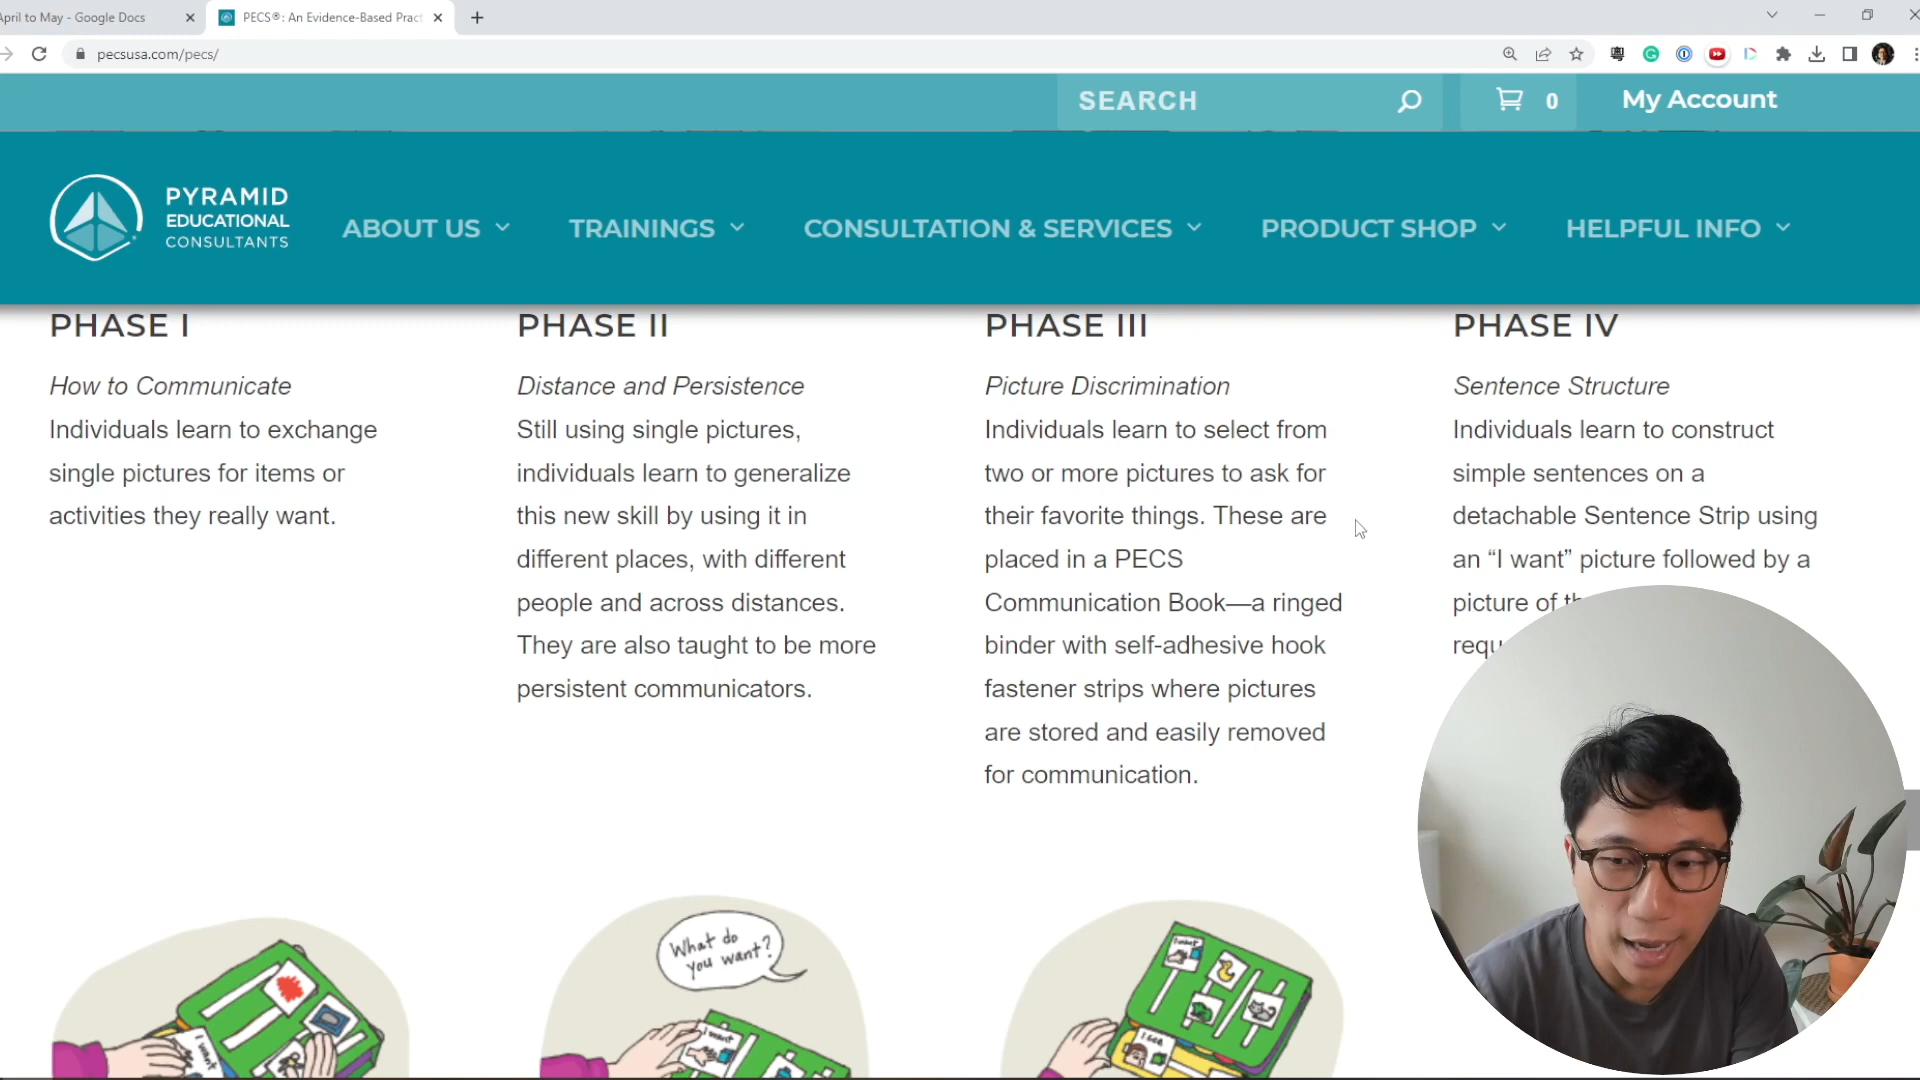 April to May - Google Docs
PECS®: An Evidence-Based Pract
pecsusa.com/pecs/
SEARCH
0
My Account
PYRAMID
EDUCATIONAL
CONSULTANTS
ABOUT US
TRAININGS
CONSULTATION & SERVICES
PRODUCT SHOP
HELPFUL INFO
PHASE I
How to Communicate
Individuals learn to exchange
single pictures for items or
activities they really want.
PHASE II
Distance and Persistence
Still using single pictures,
individuals learn to generalize
this new skill by using it in
different places, with different
people and across distances.
They are also taught to be more
persistent communicators.
PHASE III
Picture Discrimination
Individuals learn to select from
two or more pictures to ask for
their favorite things. These are
placed in a PECS
Communication Book—a ringed
binder with self-adhesive hook
fastener strips where pictures
are stored and easily removed
for communication.
PHASE IV
Sentence Structure
Individuals learn to construct
simple sentences on a
detachable Sentence Strip using
an “I want” picture followed by a
picture of
I want
What do
you want?
I want
I want
I see